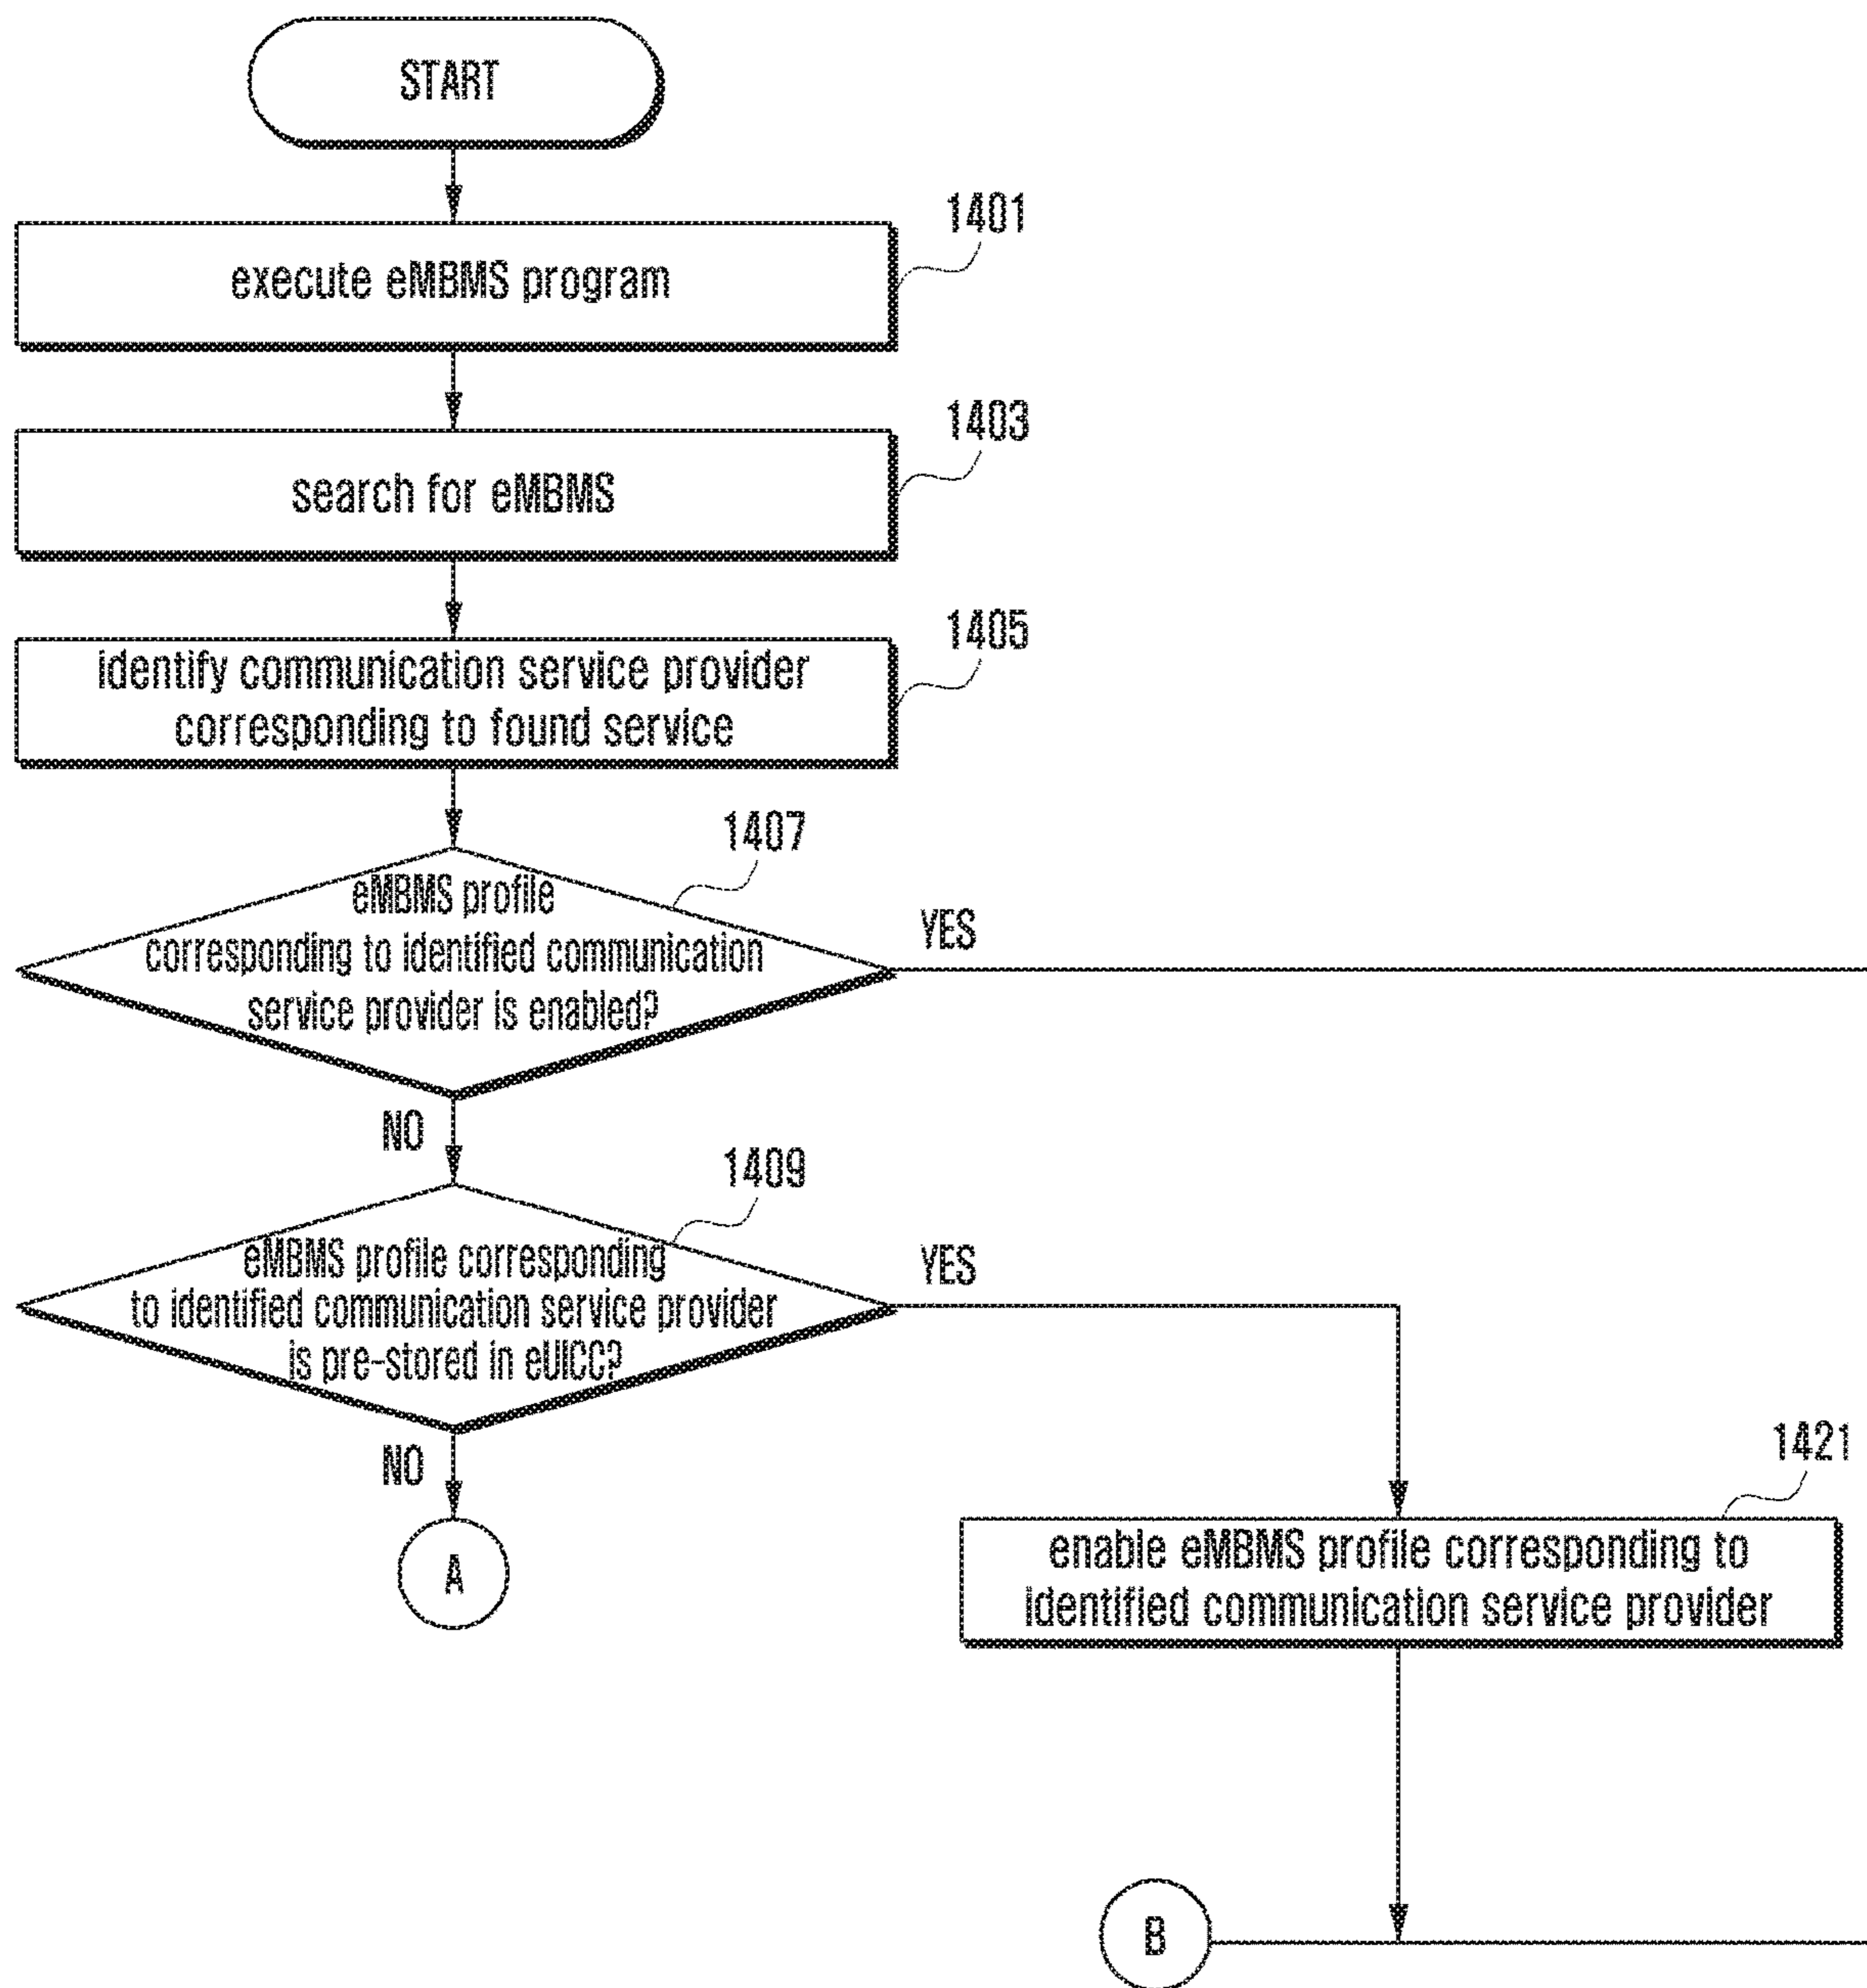 START
1401
execute eMBMS program
1403
search for eMBMS
1405
identify communication service provider
corresponding to found service
1407
eMBMS profile
corresponding to identified communication
service provider is enabled?
YES
NO
1409
eMBMS profile corresponding
to identified communication service provider
is pre-stored in eUICC?
YES
NO
A
1421
enable eMBMS profile corresponding to
identified communication service provider
B